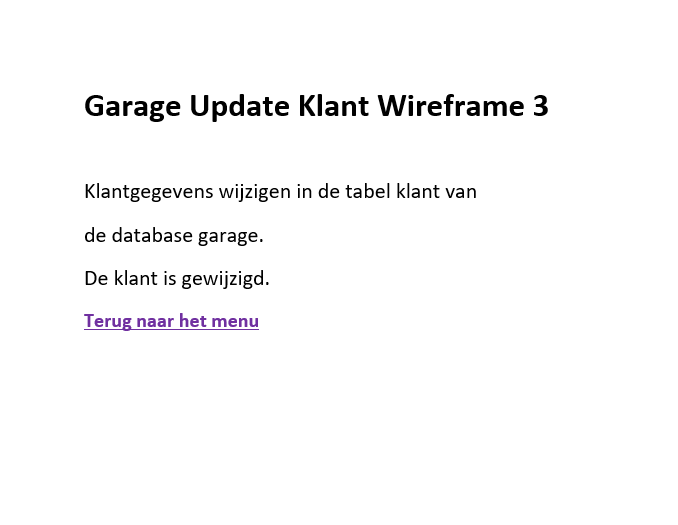 Garage Update Klant Wireframe 3
Klantgegevens wijzigen in de tabel klant van
de database garage.
De klant is gewijzigd.
Terug naar het menu